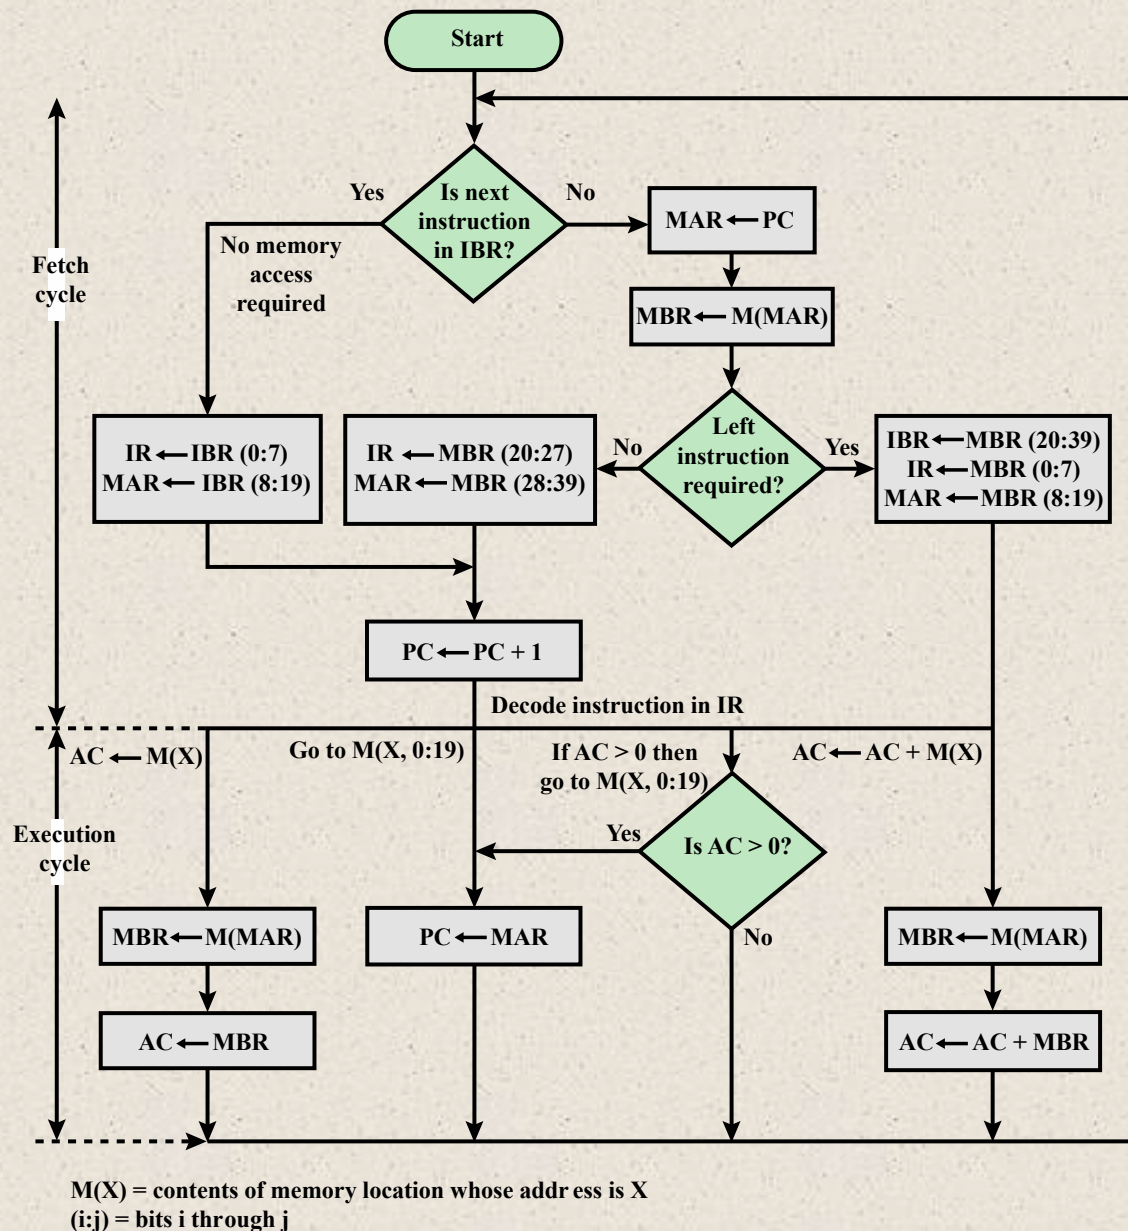 Start
Yes
Is next
instruction
in IBR?
No
MAR ← PC
No memory
access
required
Fetch
cycle
MBR ← M(MAR)
IR ← IBR (0:7)
MAR ← IBR (8:19)
IR ← MBR (20:27)
MAR ← MBR (28:39)
No
Left
instruction
required?
Yes
IBR ← MBR (20:39)
IR ← MBR (0:7)
MAR ← MBR (8:19)
PC ← PC + 1
Decode instruction in IR
AC ← M(X)
Go to M(X, 0:19)
If AC > 0 then
go to M(X, 0:19)
AC ← AC + M(X)
Execution
cycle
Yes
Is AC > 0?
No
MBR ← M(MAR)
PC ← MAR
MBR ← M(MAR)
AC ← MBR
AC ← AC + MBR
M(X) = contents of memory location whose addr ess is X
(i:j) = bits i through j